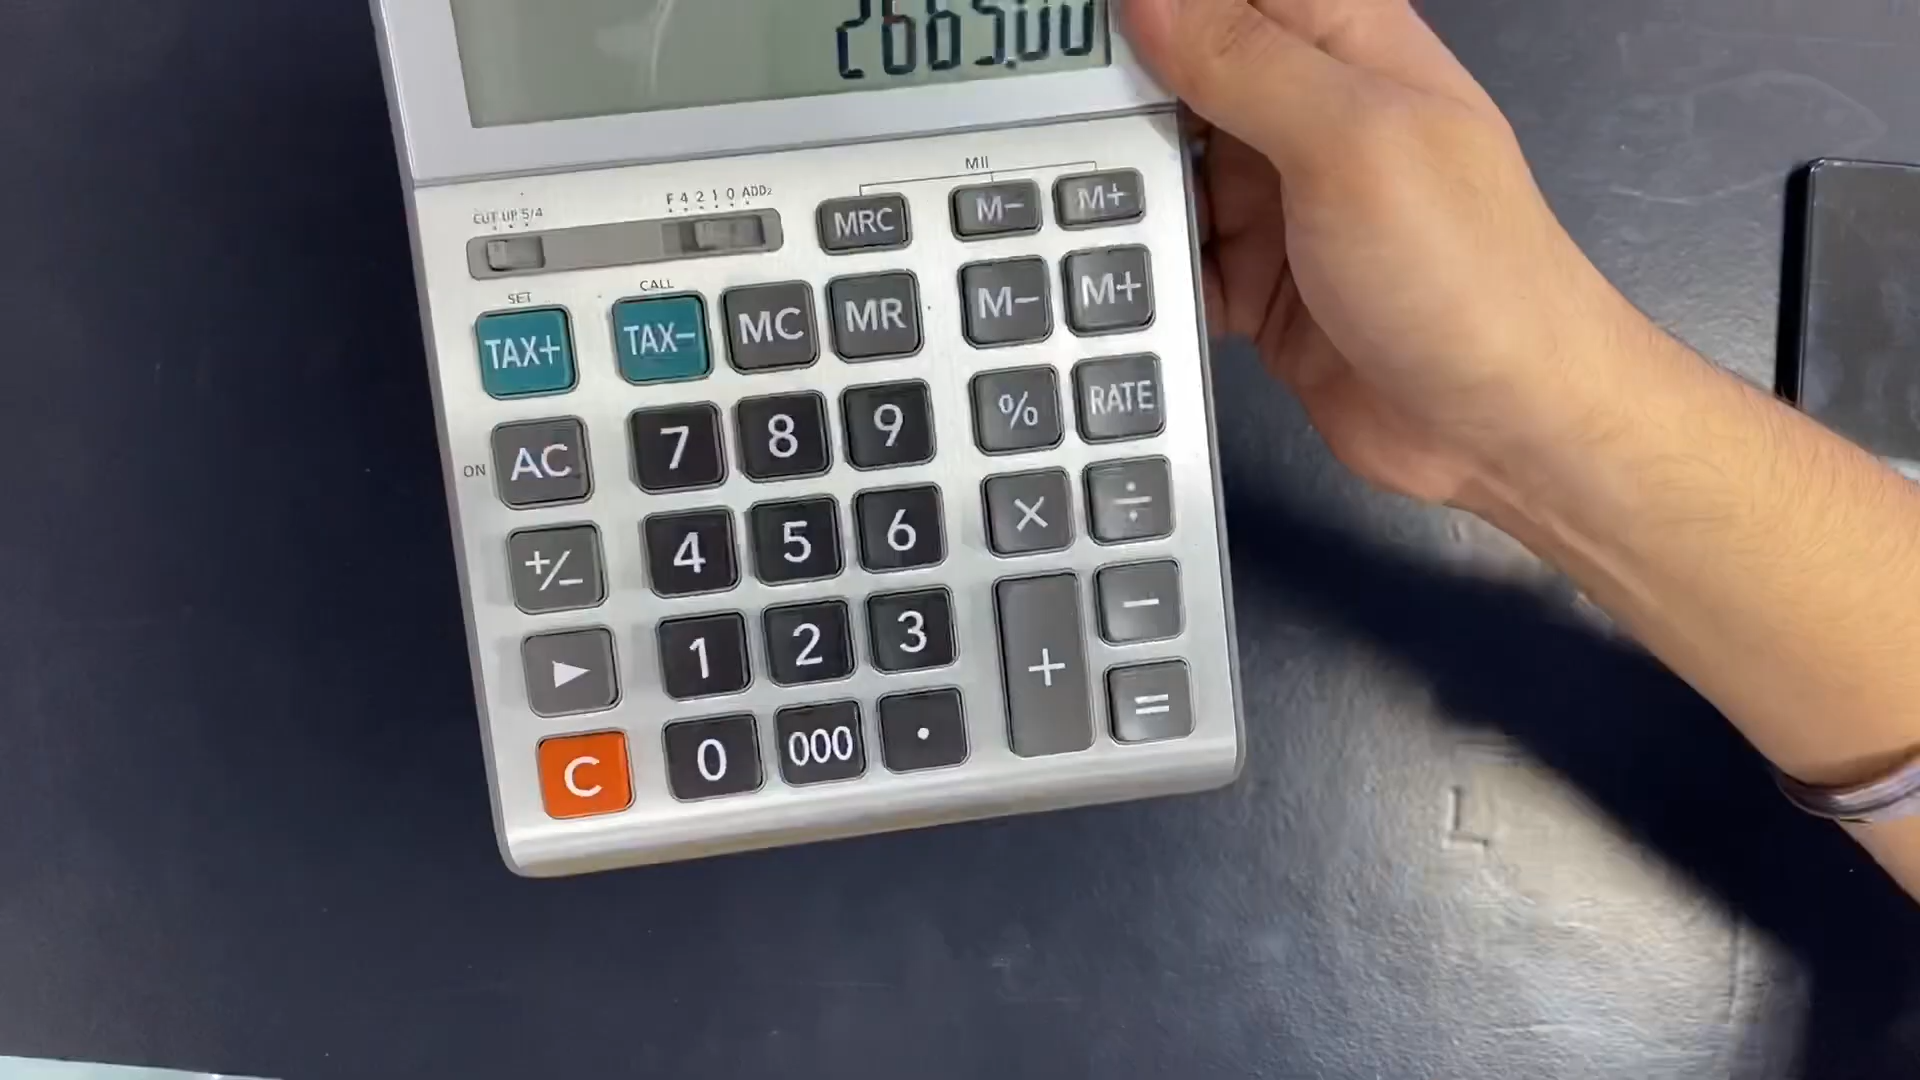 2665.00
MII
CUT UP 5/4 F 4 2 1 0 ADD₂ MRC M− M+
SET CALL
TAX+ TAX− MC MR M− M+
ON AC 7 8 9 % RATE
+/− 4 5 6 × ÷
▶ 1 2 3 + −
C 0 000 · =